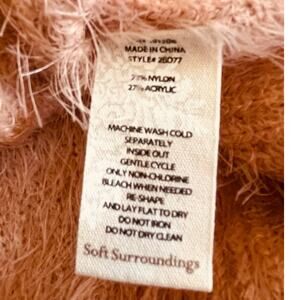 MADE IN CHINA
STYLE# 2BD77
73% NYLON
27% ACRYLIC
MACHINE WASH COLD
SEPARATELY
INSIDE OUT
GENTLE CYCLE
ONLY NON-CHLORINE
BLEACH WHEN NEEDED
RE-SHAPE
AND LAY FLAT TO DRY
DO NOT IRON
DO NOT DRY CLEAN
Soft Surroundings